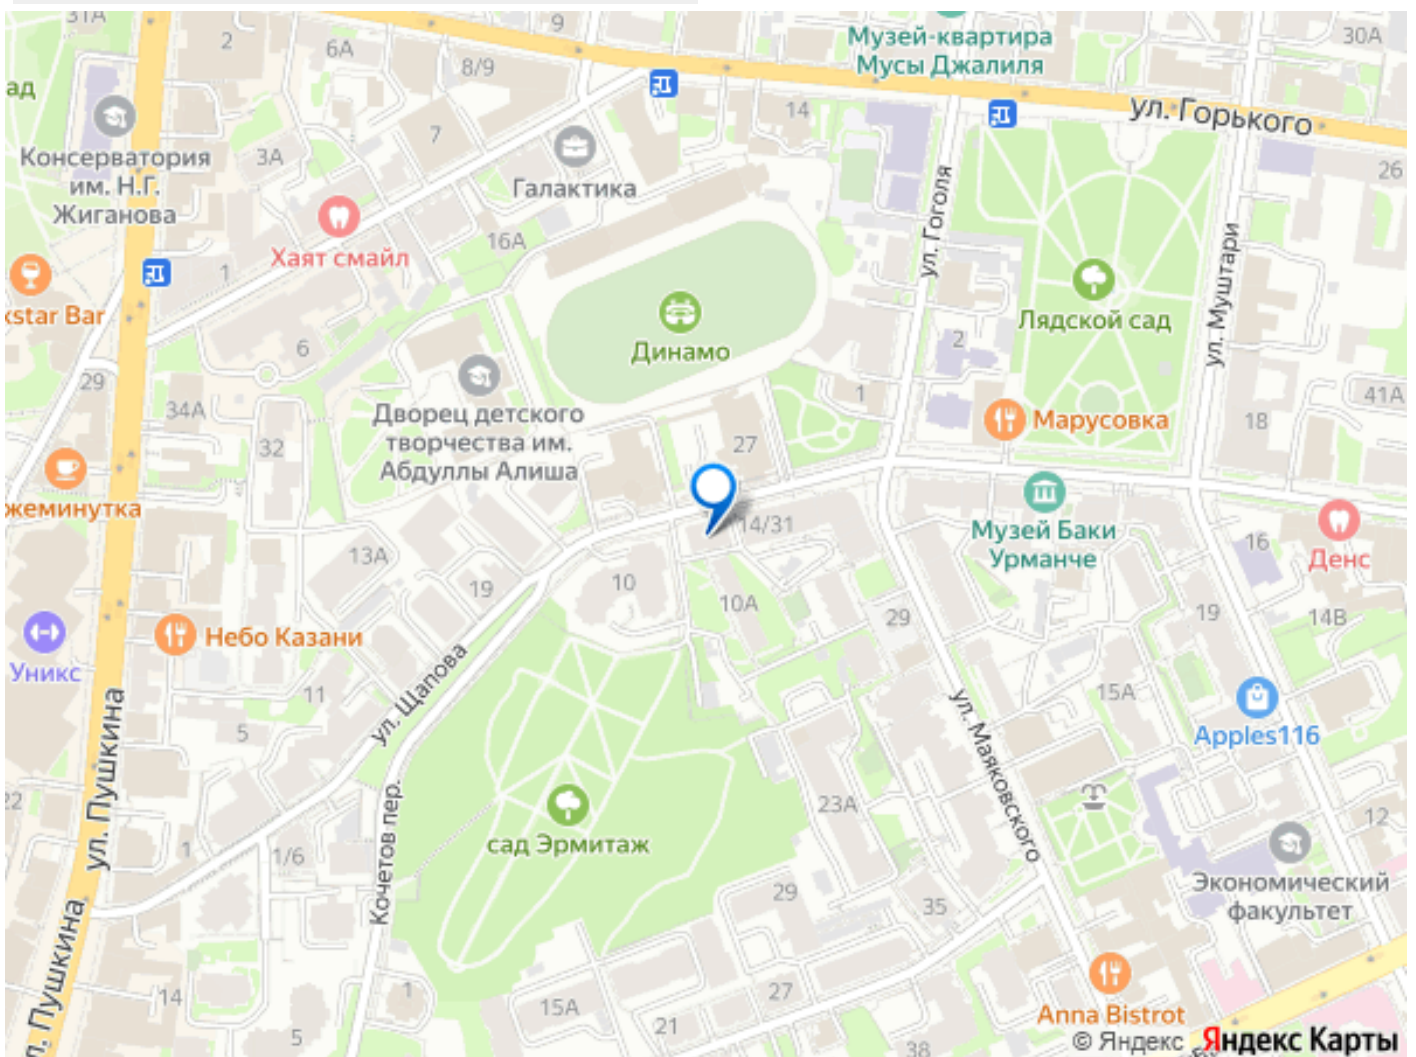 31А
2
6А
9
8/9
Музей-квартира
Мусы Джалиля
30А
ад
7
14
ул. Горького
Консерватория
им. Н.Г.
Жиганова
3А
Галактика
26
ул. Гоголя
ул. Муштари
Хаят смайл
16А
1
kstar Bar
Динамо
Лядской сад
6
2
29
34А
32
Дворец детского
творчества им.
Абдуллы Алиша
27
1
Марусовка
18
41А
жеминутка
13А
14/31
Музей Баки
Урманче
16
Денс
19
10
10А
29
19
14В
Уникс
Небо Казани
11
5
ул. Щапова
ул. Маяковского
15А
Apples116
ул. Пушкина
22
1
1/6
Кочетов пер.
сад Эрмитаж
23А
12
29
35
Экономический
факультет
л. Пушкина
14
5
1
15А
21
27
38
Anna Bistrot
© Яндекс Яндекс Карты